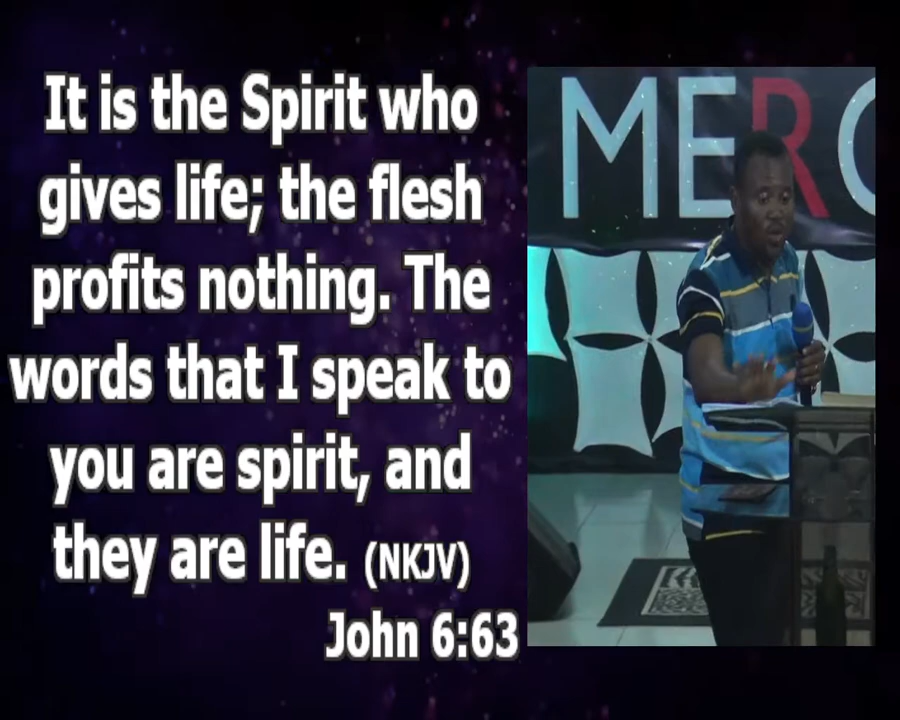 It is the Spirit who
gives life; the flesh
profits nothing. The
words that I speak to
you are spirit, and
they are life. (NKJV)
John 6:63
MERC